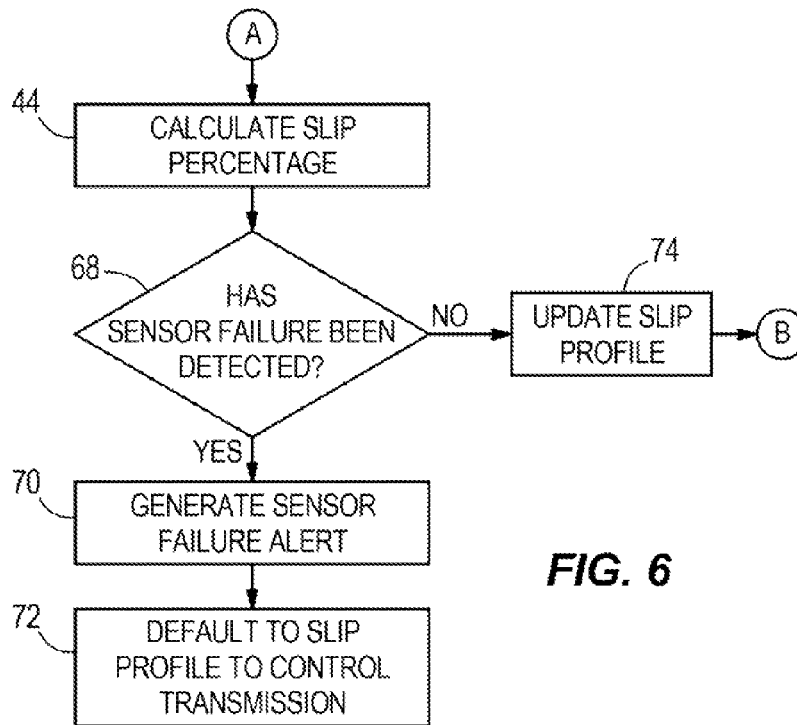 A
44
CALCULATE SLIP
PERCENTAGE
68
HAS
SENSOR FAILURE BEEN
DETECTED?
NO
74
UPDATE SLIP
PROFILE
B
YES
70
GENERATE SENSOR
FAILURE ALERT
72
DEFAULT TO SLIP
PROFILE TO CONTROL
TRANSMISSION
FIG. 6